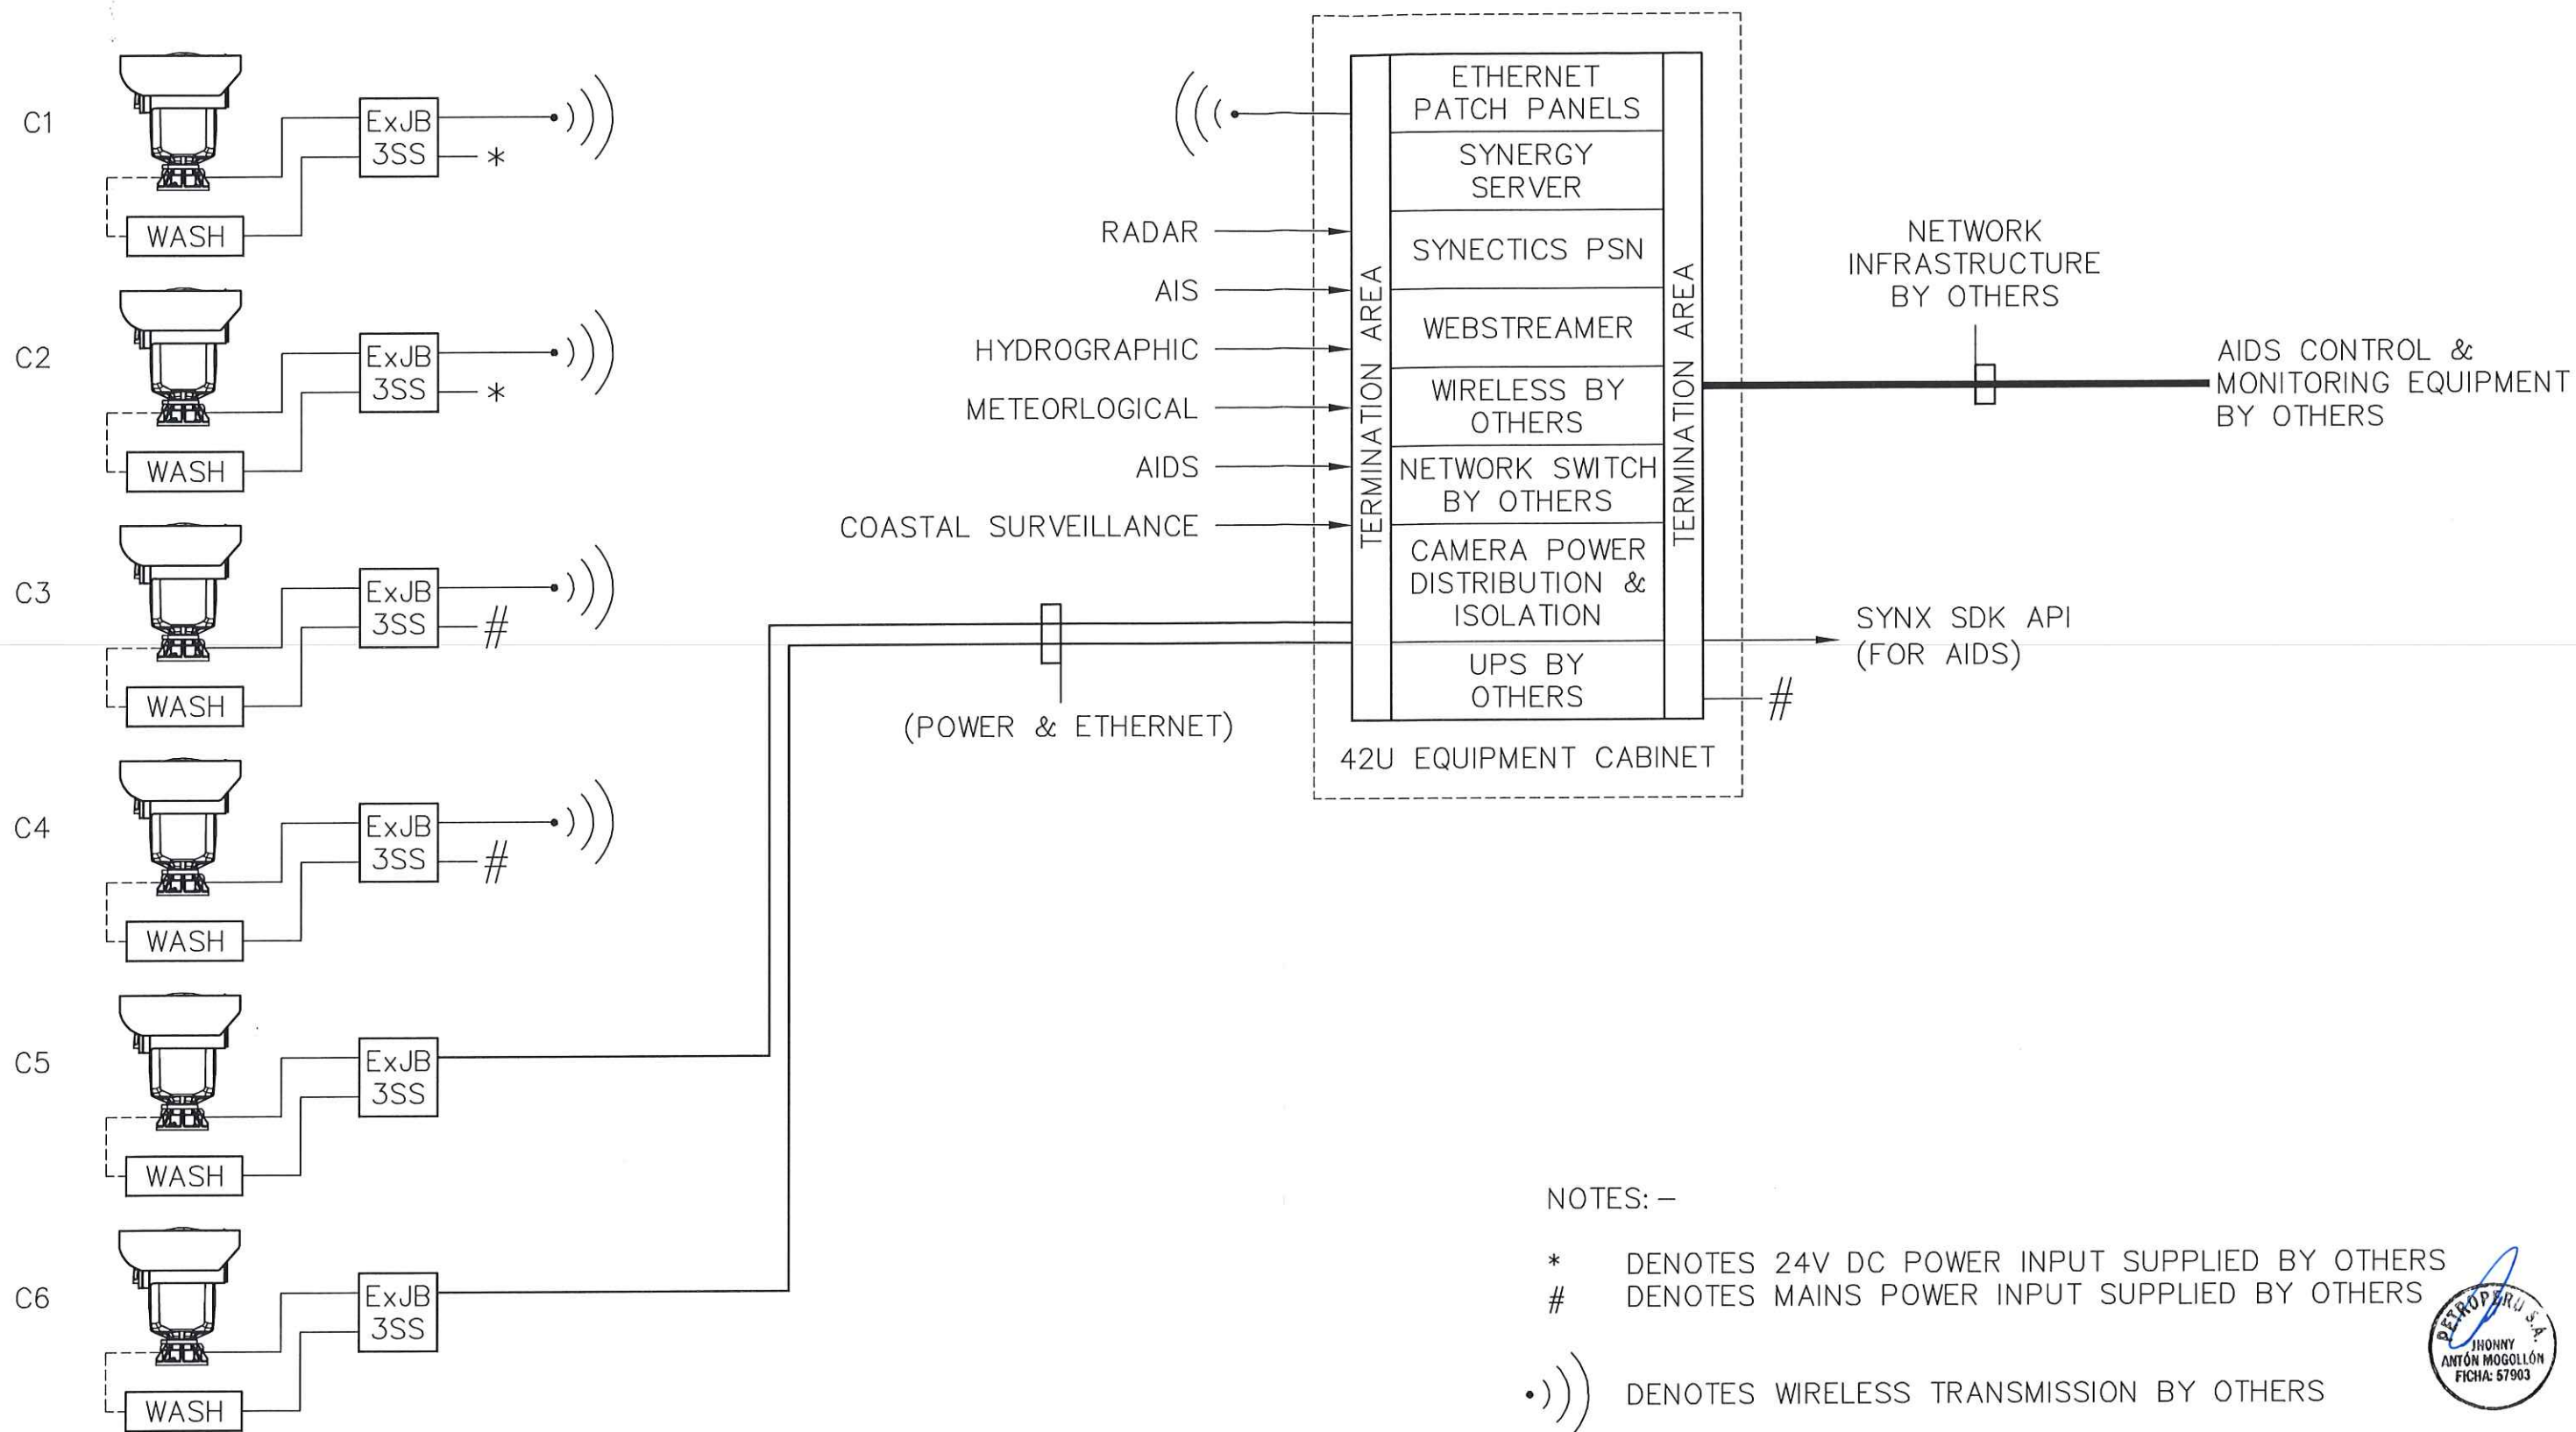 C1
ExJB
3SS
*
WASH
C2
ExJB
3SS
*
WASH
C3
ExJB
3SS
#
WASH
C4
ExJB
3SS
#
WASH
C5
ExJB
3SS
WASH
C6
ExJB
3SS
WASH
RADAR
AIS
HYDROGRAPHIC
METEORLOGICAL
AIDS
COASTAL SURVEILLANCE
(POWER & ETHERNET)
TERMINATION AREA
ETHERNET
PATCH PANELS
SYNERGY
SERVER
SYNECTICS PSN
WEBSTREAMER
WIRELESS BY
OTHERS
NETWORK SWITCH
BY OTHERS
CAMERA POWER
DISTRIBUTION &
ISOLATION
UPS BY
OTHERS
TERMINATION AREA
42U EQUIPMENT CABINET
NETWORK
INFRASTRUCTURE
BY OTHERS
AIDS CONTROL &
MONITORING EQUIPMENT
BY OTHERS
SYNX SDK API
(FOR AIDS)
#
NOTES: –
* DENOTES 24V DC POWER INPUT SUPPLIED BY OTHERS
# DENOTES MAINS POWER INPUT SUPPLIED BY OTHERS
DENOTES WIRELESS TRANSMISSION BY OTHERS
PETROPERU S.A.
JHONNY
ANTÓN MOGOLLÓN
FICHA: 57903